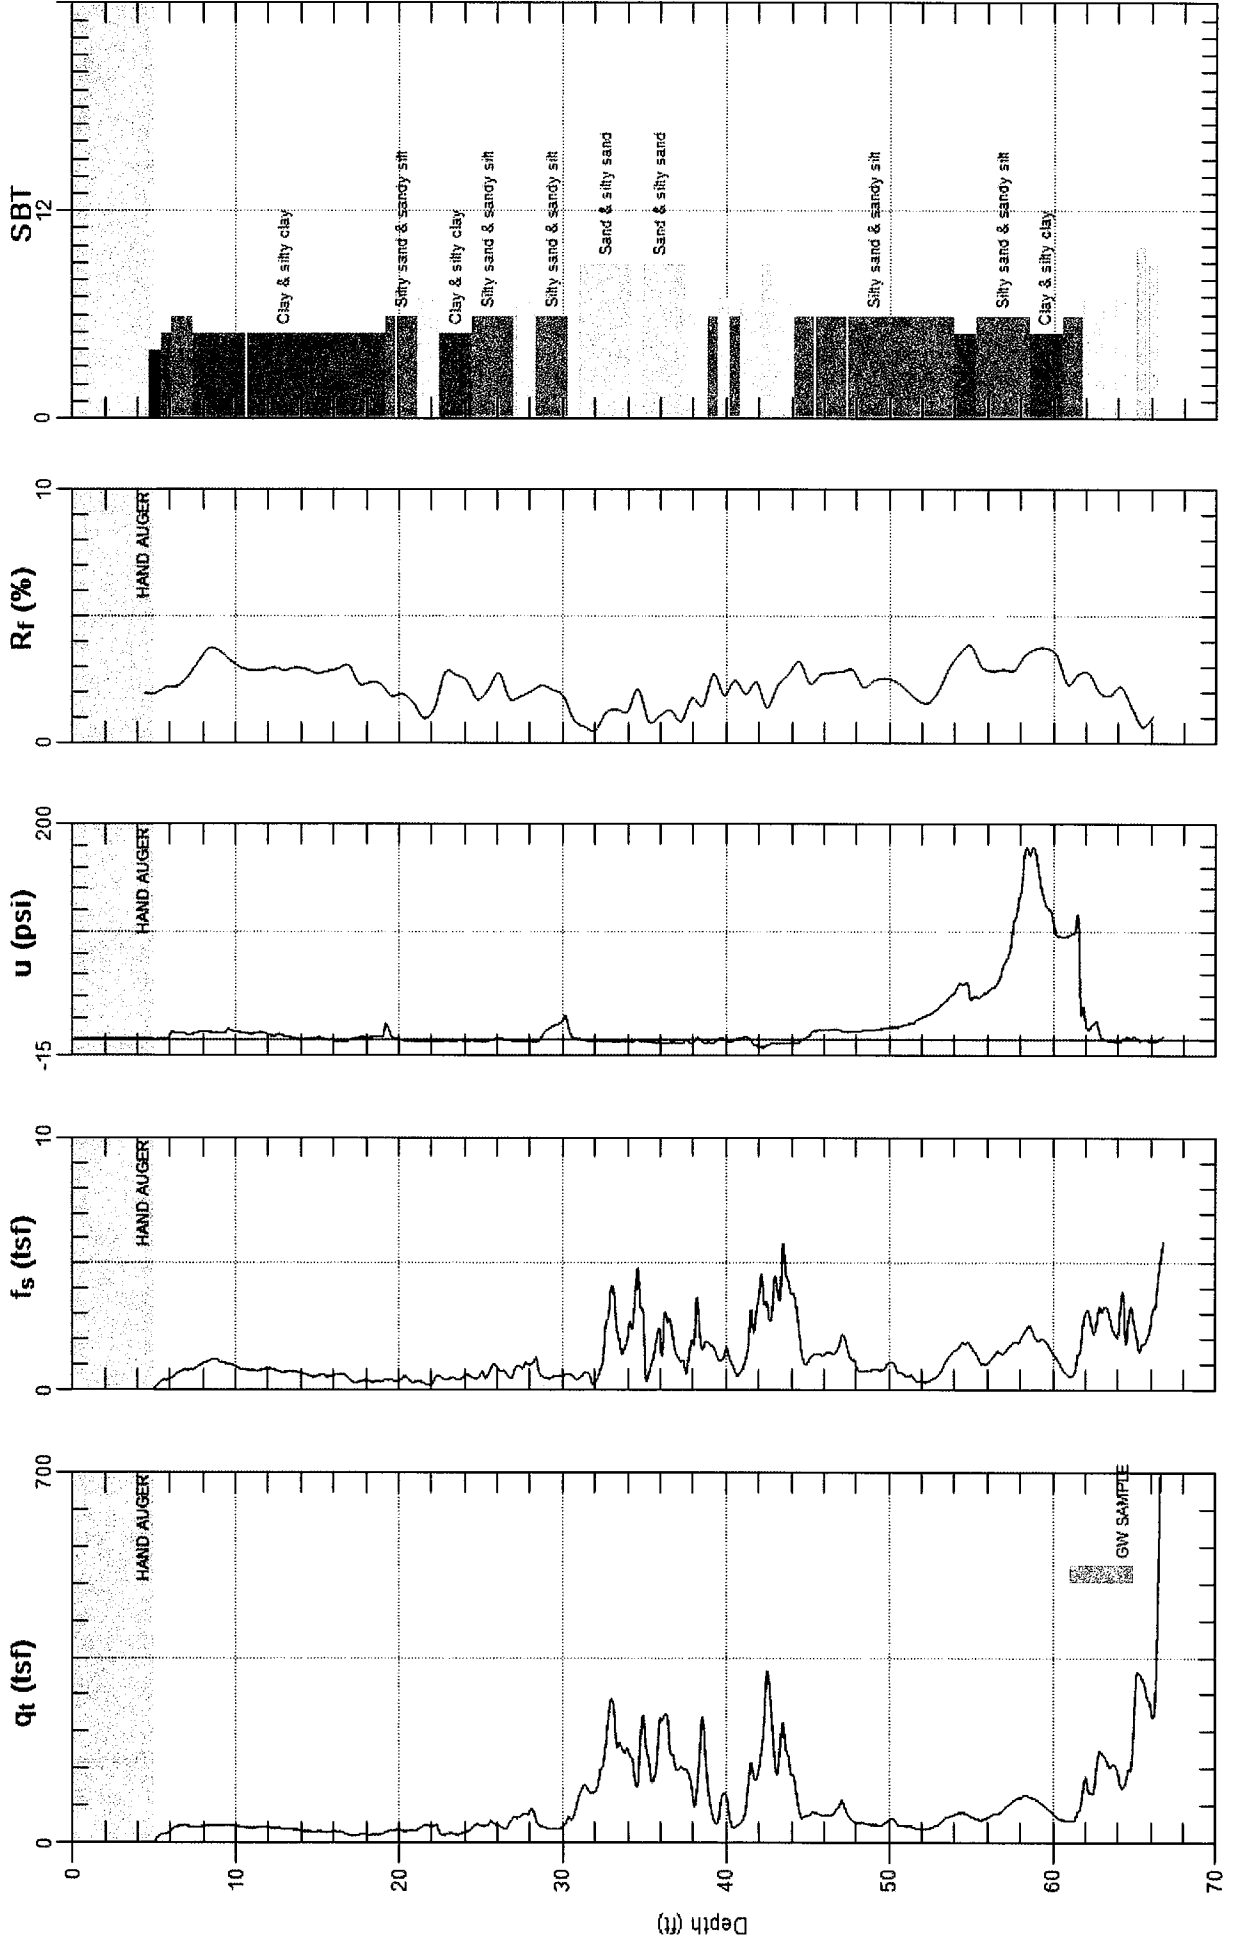 qt (tsf)
fs (tsf)
u (psi)
Rf (%)
SBT
0
700
0
10
-15
200
0
10
0
12
HAND AUGER
HAND AUGER
HAND AUGER
HAND AUGER
0
10
20
30
40
50
60
70
Depth (ft)
GW SAMPLE
Clay & silty clay
Silty sand & sandy silt
Clay & silty clay
Silty sand & sandy silt
Silty sand & sandy silt
Sand & silty sand
Sand & silty sand
Silty sand & sandy silt
Silty sand & sandy silt
Clay & silty clay